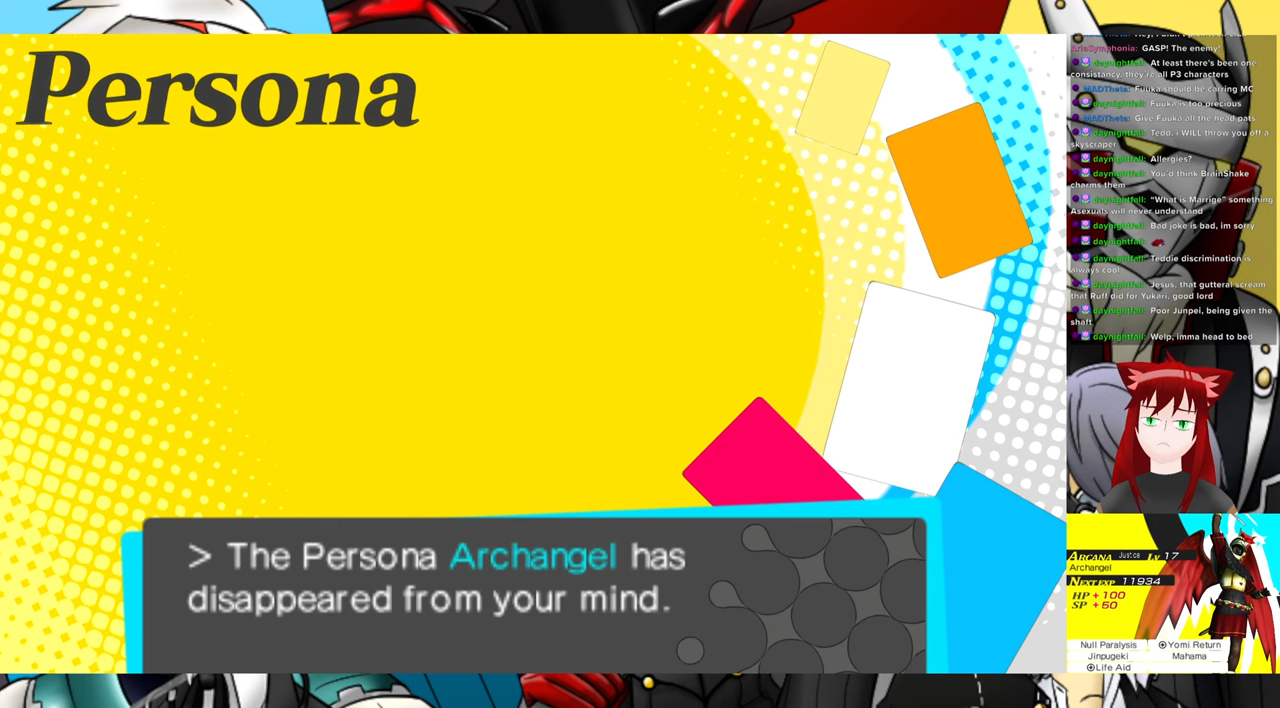 Persona
AriaSymphonia: GASP! The enemy!
daynightfall: At least there's been one
consistancy, they're all P3 characters
MADTheta: Fuuka should be carring MC
daynightfall: Fuuka is too precious
MADTheta: Give Fuuka all the head pats
daynightfall: Tedd, i WILL throw you off a
skyscraper
daynightfall: Allergies?
daynightfall: You'd think BrainShake
charms them
daynightfall: "What is Marrige" something
Asexuals will never understand
daynightfall: Bad joke is bad, im sorry
daynightfall:
daynightfall: Teddie discrimination is
always cool
daynightfall: Jesus, that gutteral scream
that Ruff did for Yukari, good lord
daynightfall: Poor Junpei, being given the
shaft
daynightfall: Welp, imma head to bed
> The Persona Archangel has
disappeared from your mind.
ARCANA Justice Lv 17
Archangel
NEXT EXP 11934
HP + 100
SP + 50
Null Paralysis Yomi Return
Jinpugeki Mahama
Life Aid